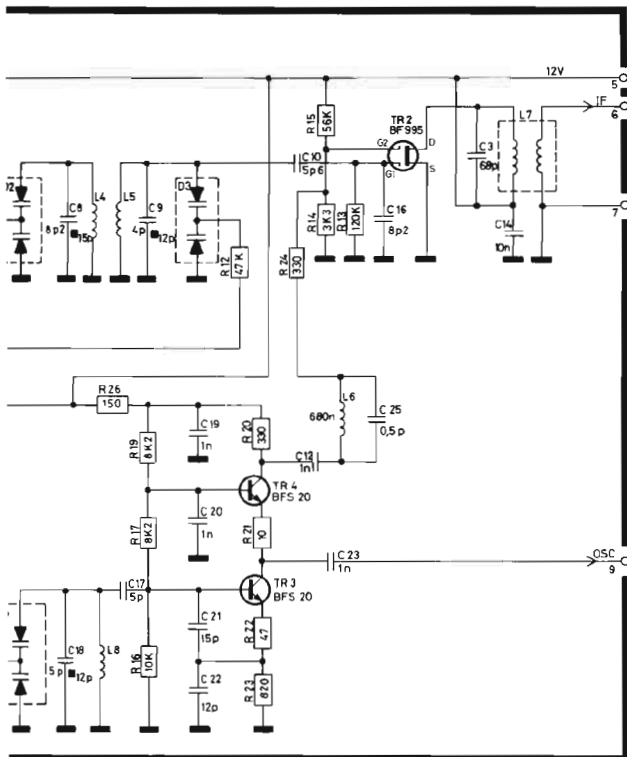 12V
5
IF
6
R15
56K
TR2
BF995
L7
G2
D
G1
S
C3
68p
C10
5p6
D2
C8
8p2
■15p
L4
L5
C9
4p
■12p
D3
R12
47K
R14
3K3
R13
120K
C16
8p2
7
C14
10n
R24
330
R26
150
L6
680n
C25
0,5p
R19
8K2
C19
1n
R20
330
C12
1n
TR4
BFS 20
R17
8K2
C20
1n
R21
10
C23
1n
OSC
9
C17
5p
TR3
BFS 20
C21
15p
R22
47
C18
5p
■12p
L8
R16
10K
C22
12p
R23
820